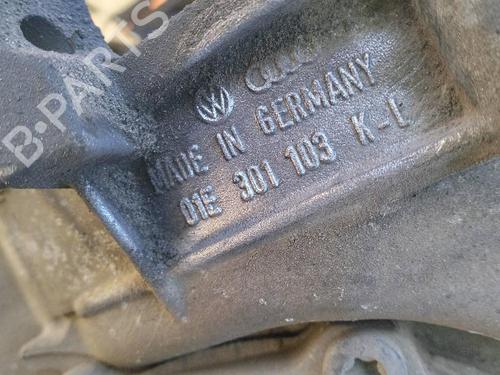 MADE IN GERMANY
01E 301 103 K-L
B-PARTS